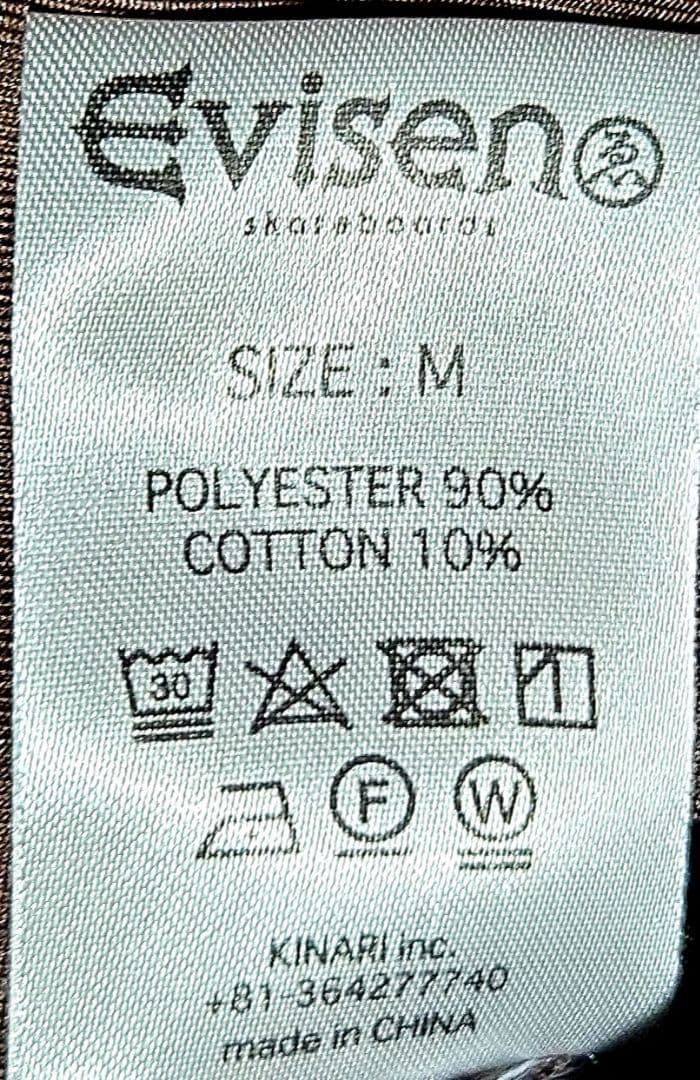 Evisen
skateboards
SIZE : M
POLYESTER 90%
COTTON 10%
30
F
W
KINARI inc.
+81-364277740
made in CHINA